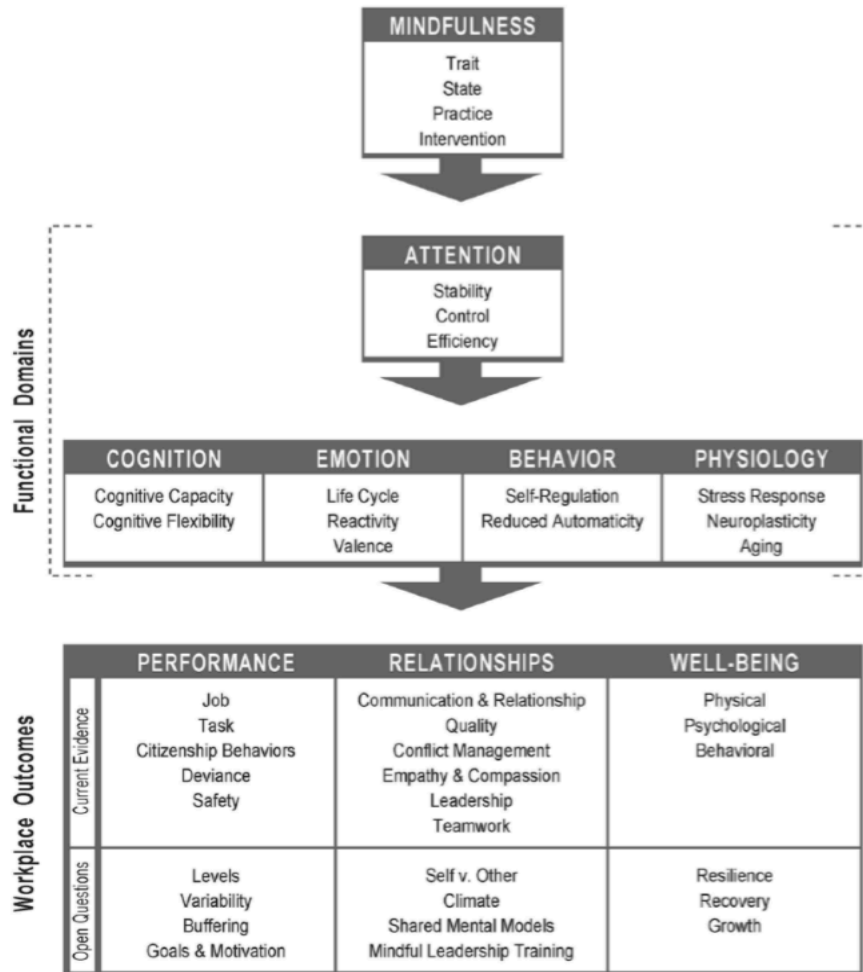 MINDFULNESS
Trait
State
Practice
Intervention
Functional Domains
ATTENTION
Stability
Control
Efficiency
COGNITION
Cognitive Capacity
Cognitive Flexibility
EMOTION
Life Cycle
Reactivity
Valence
BEHAVIOR
Self-Regulation
Reduced Automaticity
PHYSIOLOGY
Stress Response
Neuroplasticity
Aging
Workplace Outcomes
PERFORMANCE
RELATIONSHIPS
WELL-BEING
Current Evidence
Job
Task
Citizenship Behaviors
Deviance
Safety
Communication & Relationship
Quality
Conflict Management
Empathy & Compassion
Leadership
Teamwork
Physical
Psychological
Behavioral
Open Questions
Levels
Variability
Buffering
Goals & Motivation
Self v. Other
Climate
Shared Mental Models
Mindful Leadership Training
Resilience
Recovery
Growth